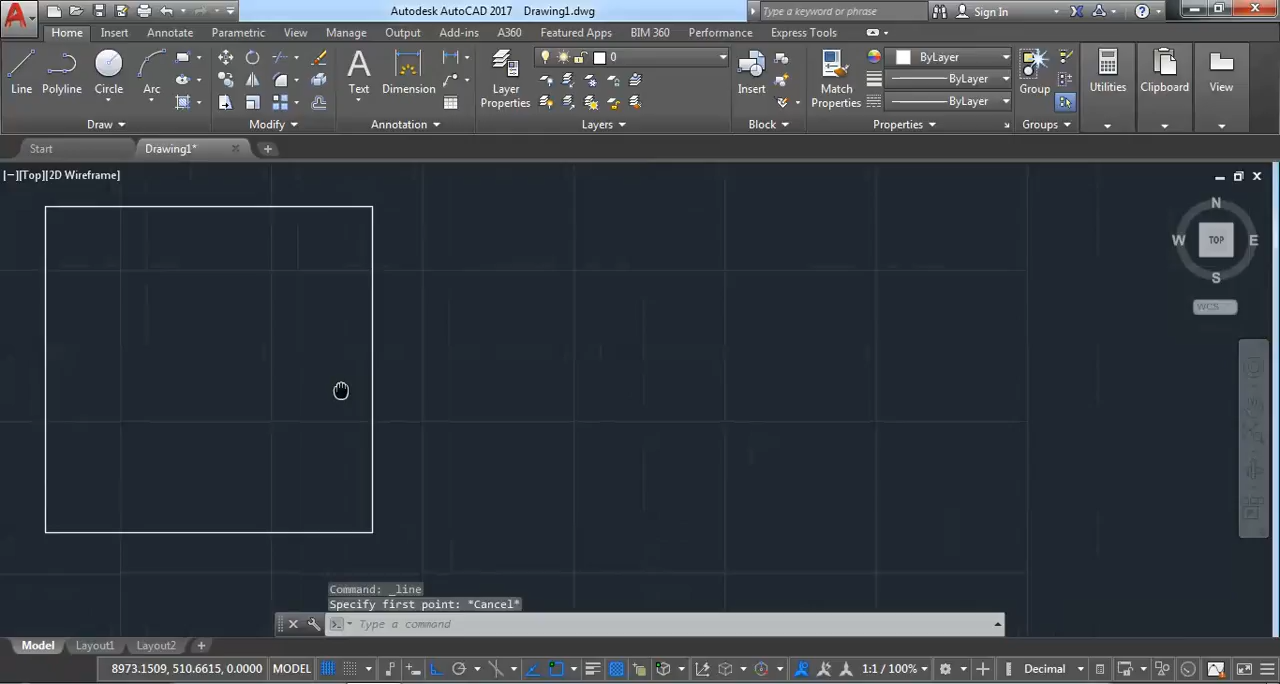 Autodesk AutoCAD 2017 Drawing1.dwg
Type a keyword or phrase
Sign In
Home Insert Annotate Parametric View Manage Output Add-ins A360 Featured Apps BIM 360 Performance Express Tools
0
ByLayer
ByLayer
ByLayer
Line Polyline Circle Arc
Text Dimension
Layer Properties
Insert
Match Properties
Group
Utilities
Clipboard
View
Draw
Modify
Annotation
Layers
Block
Properties
Groups
Start
Drawing1*
[−][Top][2D Wireframe]
N
W TOP E
S
WCS
Command: _line
Specify first point: *Cancel*
Type a command
Model Layout1 Layout2
8973.1509, 510.6615, 0.0000 MODEL 1:1 / 100% Decimal